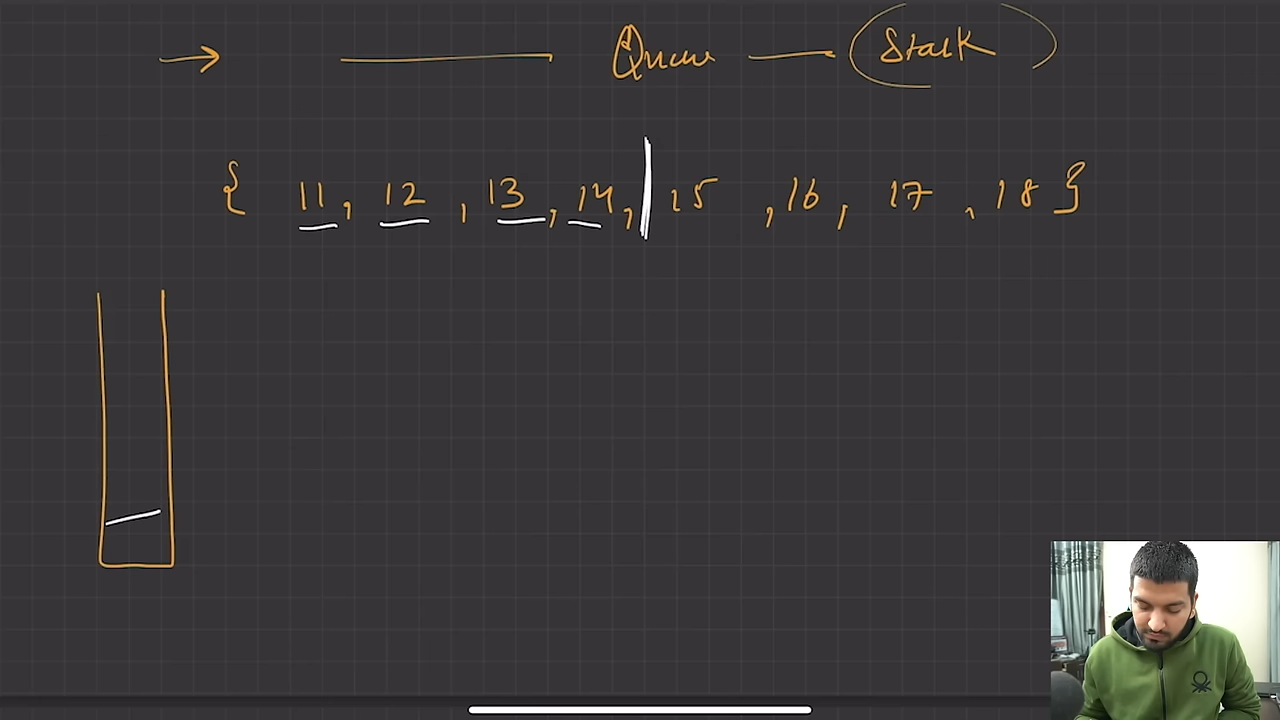 → ——— Queue — Stack
{ 11, 12, 13, 14, | 15, 16, 17, 18 }